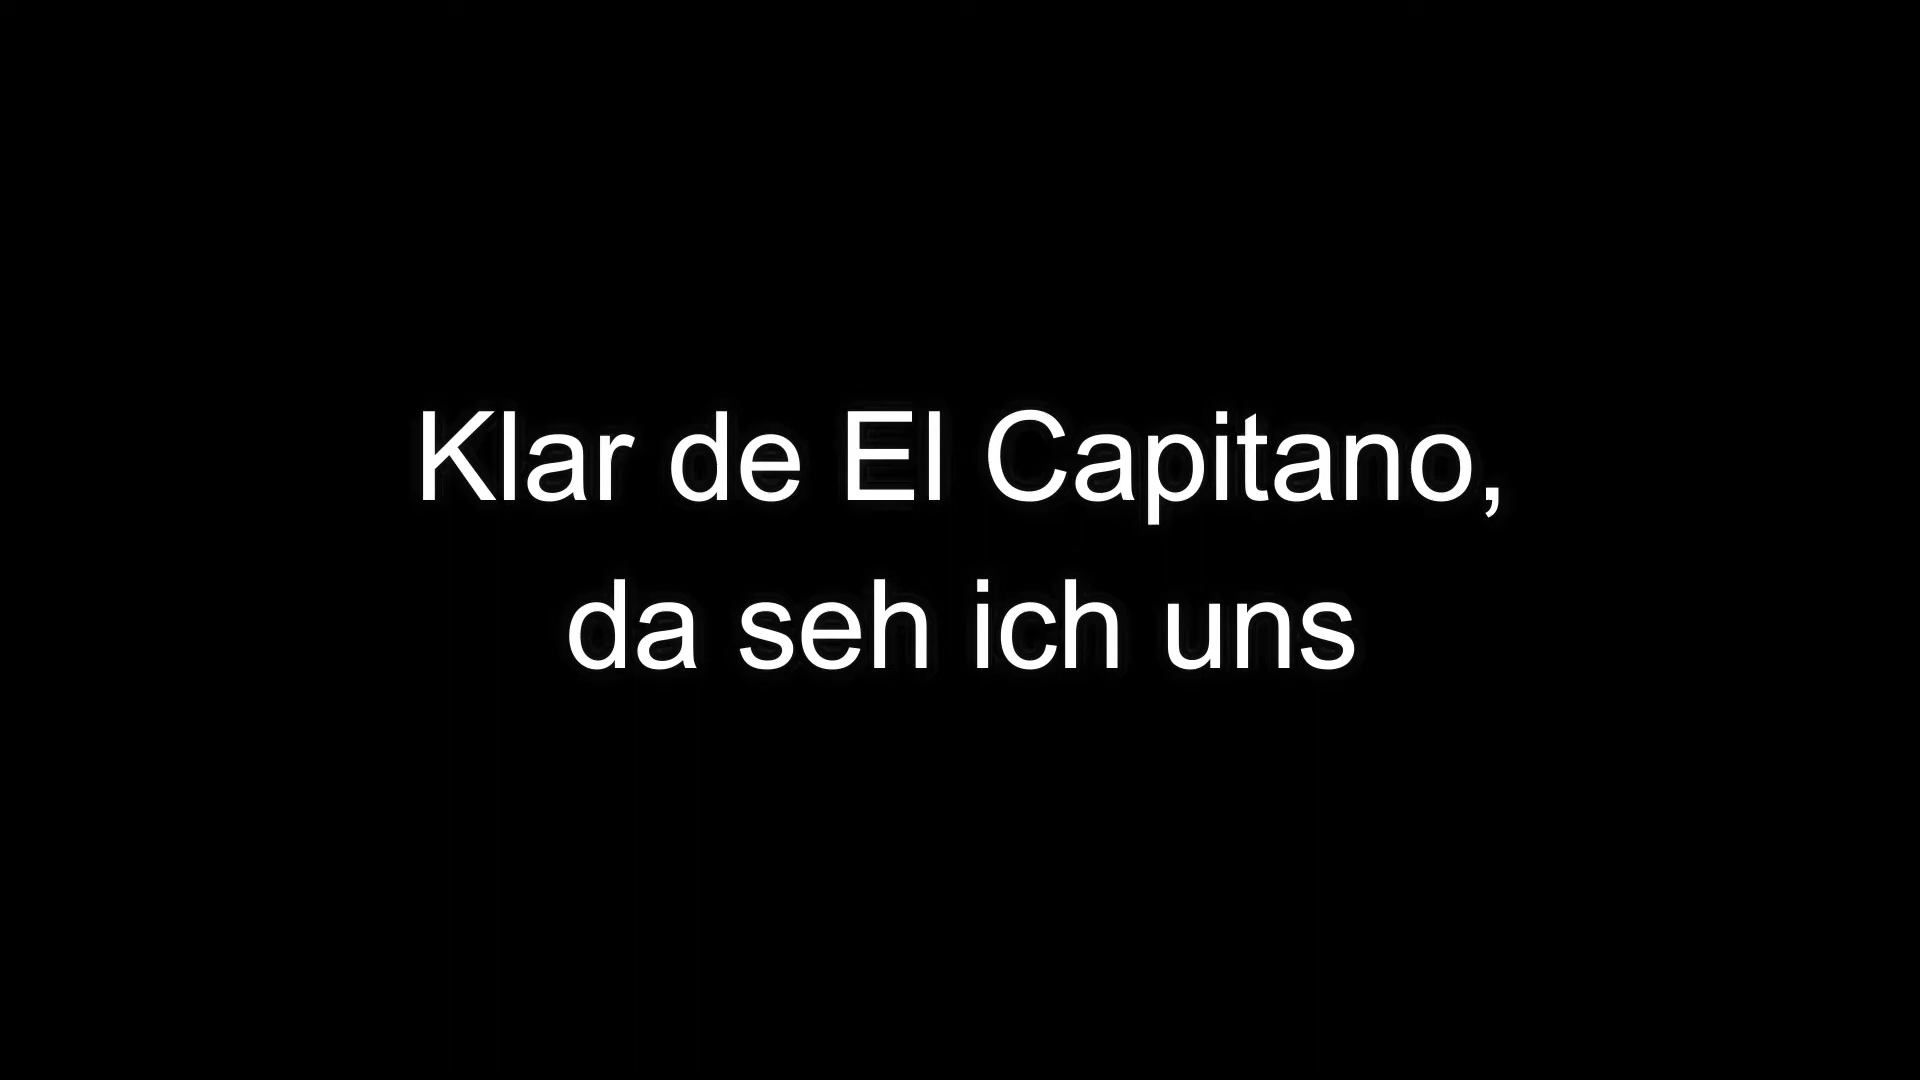 Klar de El Capitano,
da seh ich uns